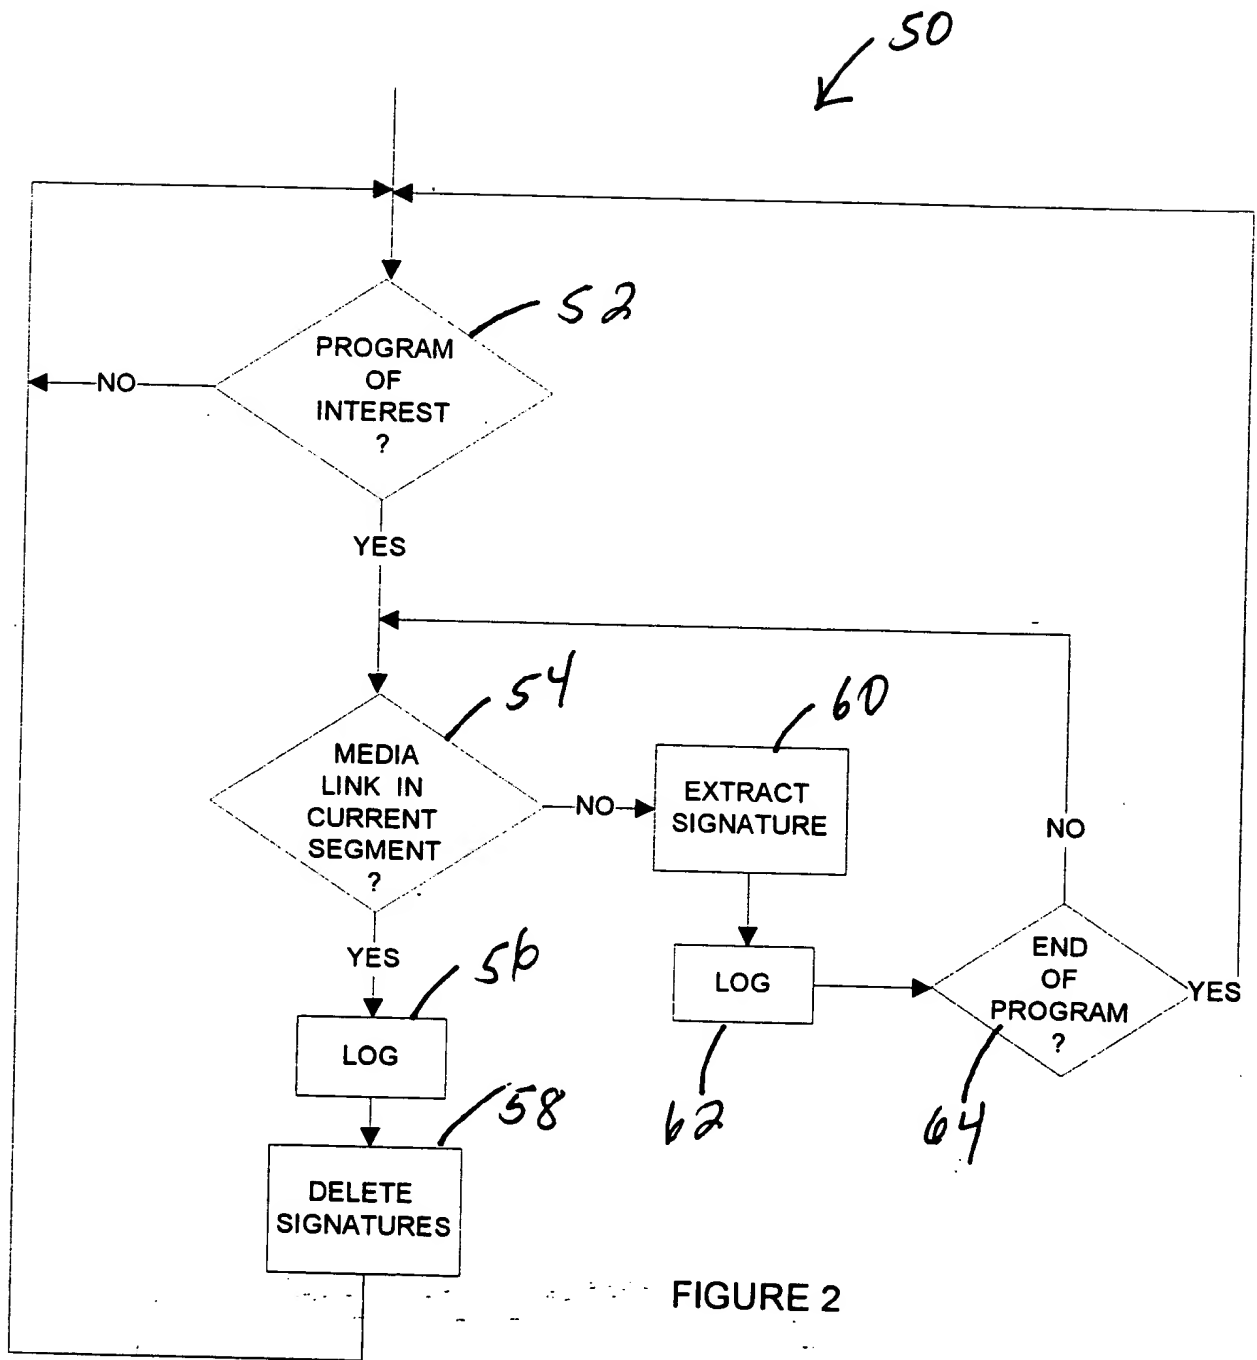 50
52
PROGRAM
OF
INTEREST
?
NO
YES
54
MEDIA
LINK IN
CURRENT
SEGMENT
?
NO
60
EXTRACT
SIGNATURE
NO
YES
56
LOG
LOG
62
END
OF
PROGRAM
?
YES
64
58
DELETE
SIGNATURES
FIGURE 2